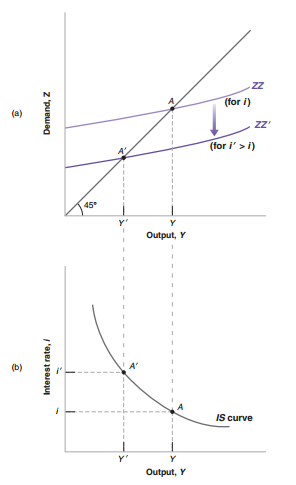 (a)
Demand, Z
ZZ
(for i)
A
ZZ′
(for i′ > i)
A′
45°
Y′
Y
Output, Y
(b)
Interest rate, i
i′
A′
i
A
IS curve
Y′
Y
Output, Y